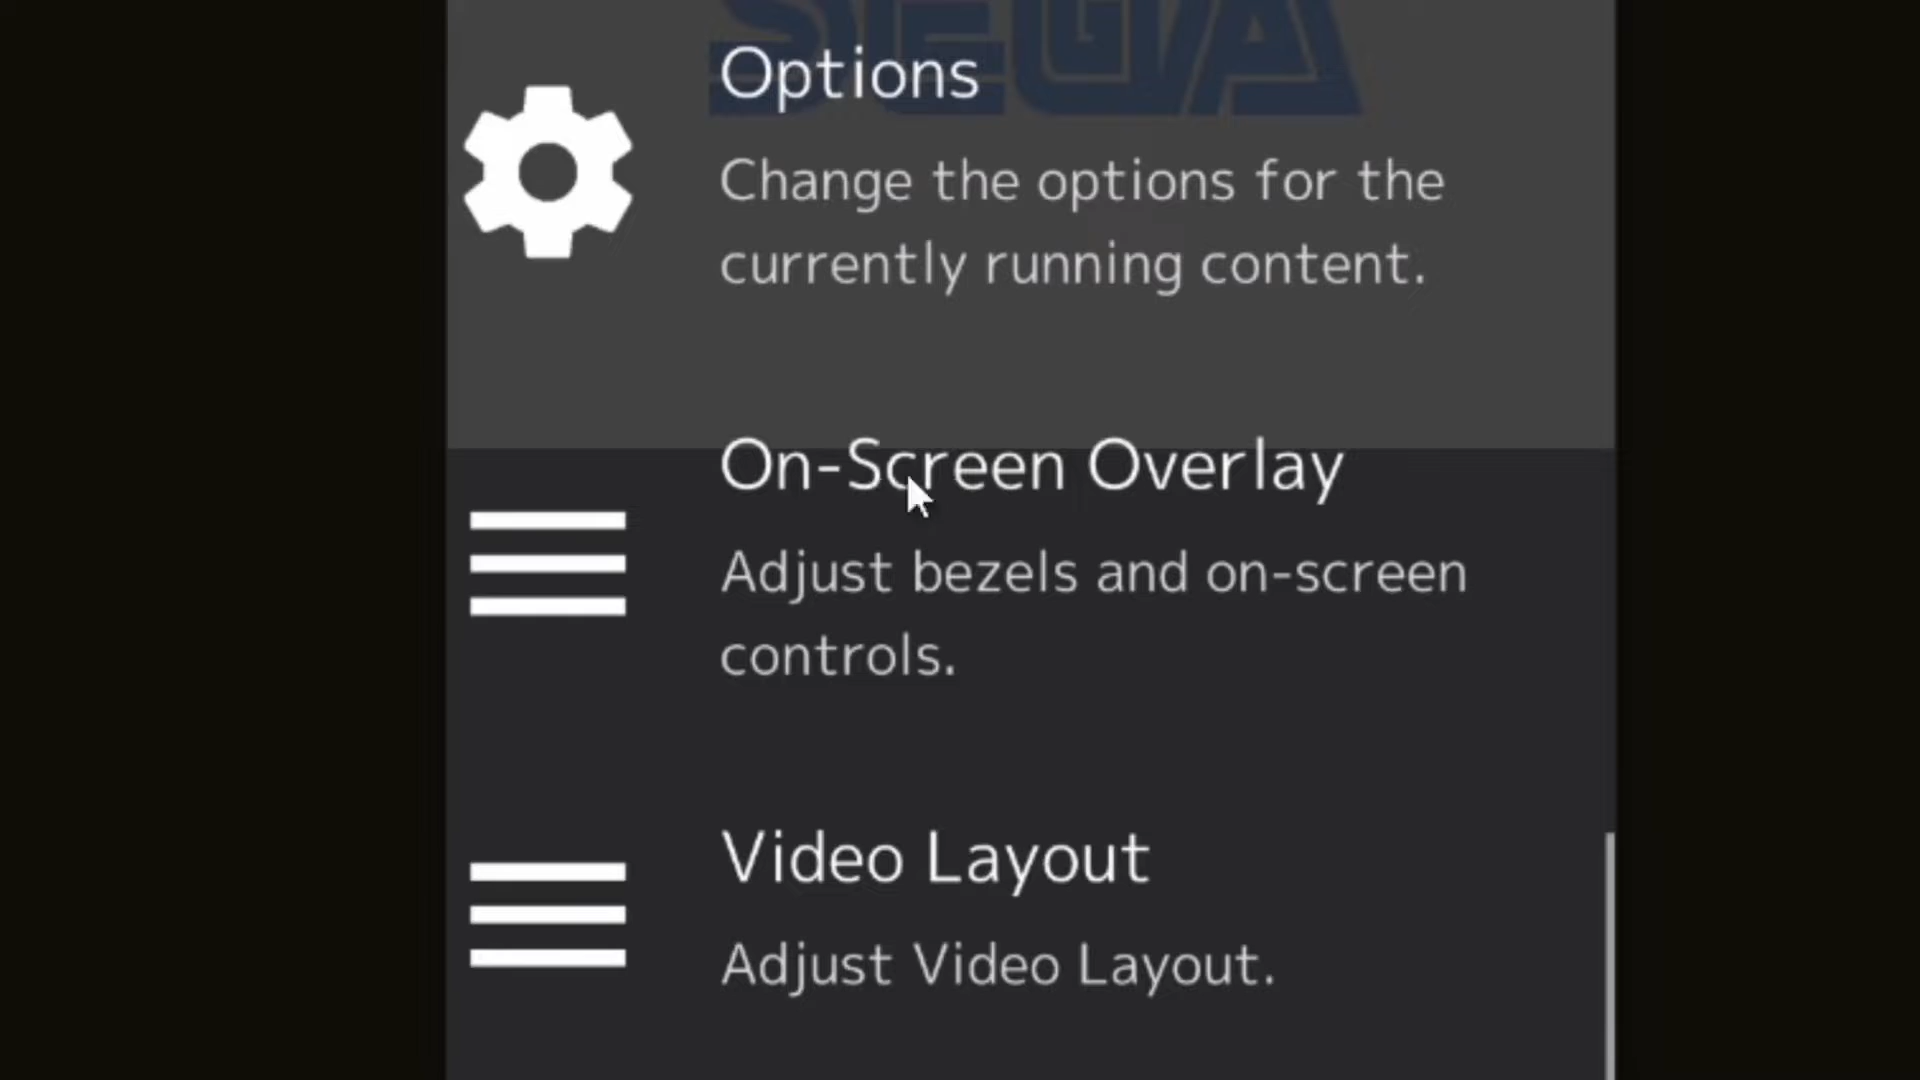 SEGA
Options
Change the options for the
currently running content.
On-Screen Overlay
Adjust bezels and on-screen
controls.
Video Layout
Adjust Video Layout.